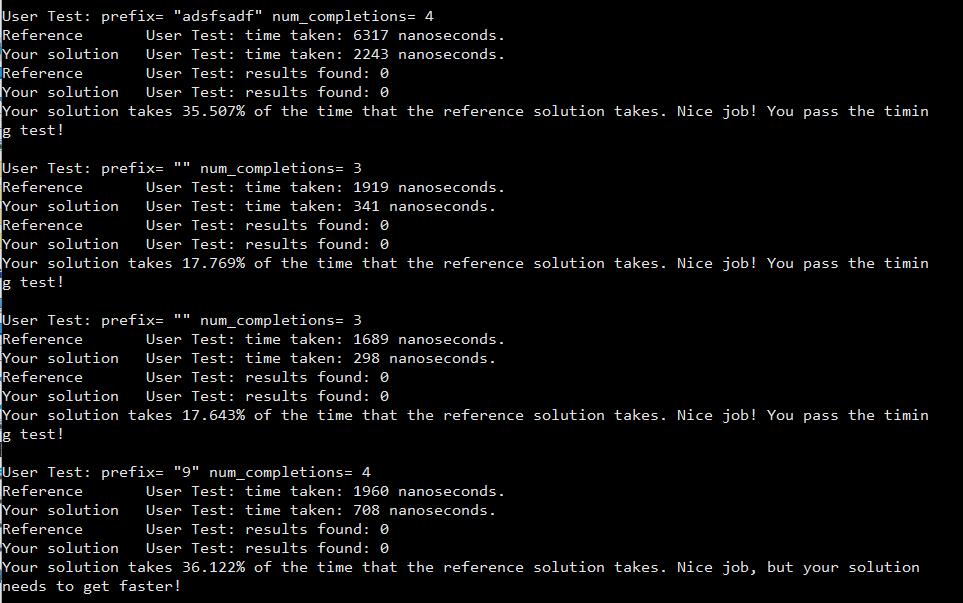 User Test: prefix= "adsfsadf" num_completions= 4
Reference       User Test: time taken: 6317 nanoseconds.
Your solution   User Test: time taken: 2243 nanoseconds.
Reference       User Test: results found: 0
Your solution   User Test: results found: 0
Your solution takes 35.507% of the time that the reference solution takes. Nice job! You pass the timin
g test!

User Test: prefix= "" num_completions= 3
Reference       User Test: time taken: 1919 nanoseconds.
Your solution   User Test: time taken: 341 nanoseconds.
Reference       User Test: results found: 0
Your solution   User Test: results found: 0
Your solution takes 17.769% of the time that the reference solution takes. Nice job! You pass the timin
g test!

User Test: prefix= "" num_completions= 3
Reference       User Test: time taken: 1689 nanoseconds.
Your solution   User Test: time taken: 298 nanoseconds.
Reference       User Test: results found: 0
Your solution   User Test: results found: 0
Your solution takes 17.643% of the time that the reference solution takes. Nice job! You pass the timin
g test!

User Test: prefix= "9" num_completions= 4
Reference       User Test: time taken: 1960 nanoseconds.
Your solution   User Test: time taken: 708 nanoseconds.
Reference       User Test: results found: 0
Your solution   User Test: results found: 0
Your solution takes 36.122% of the time that the reference solution takes. Nice job, but your solution
needs to get faster!